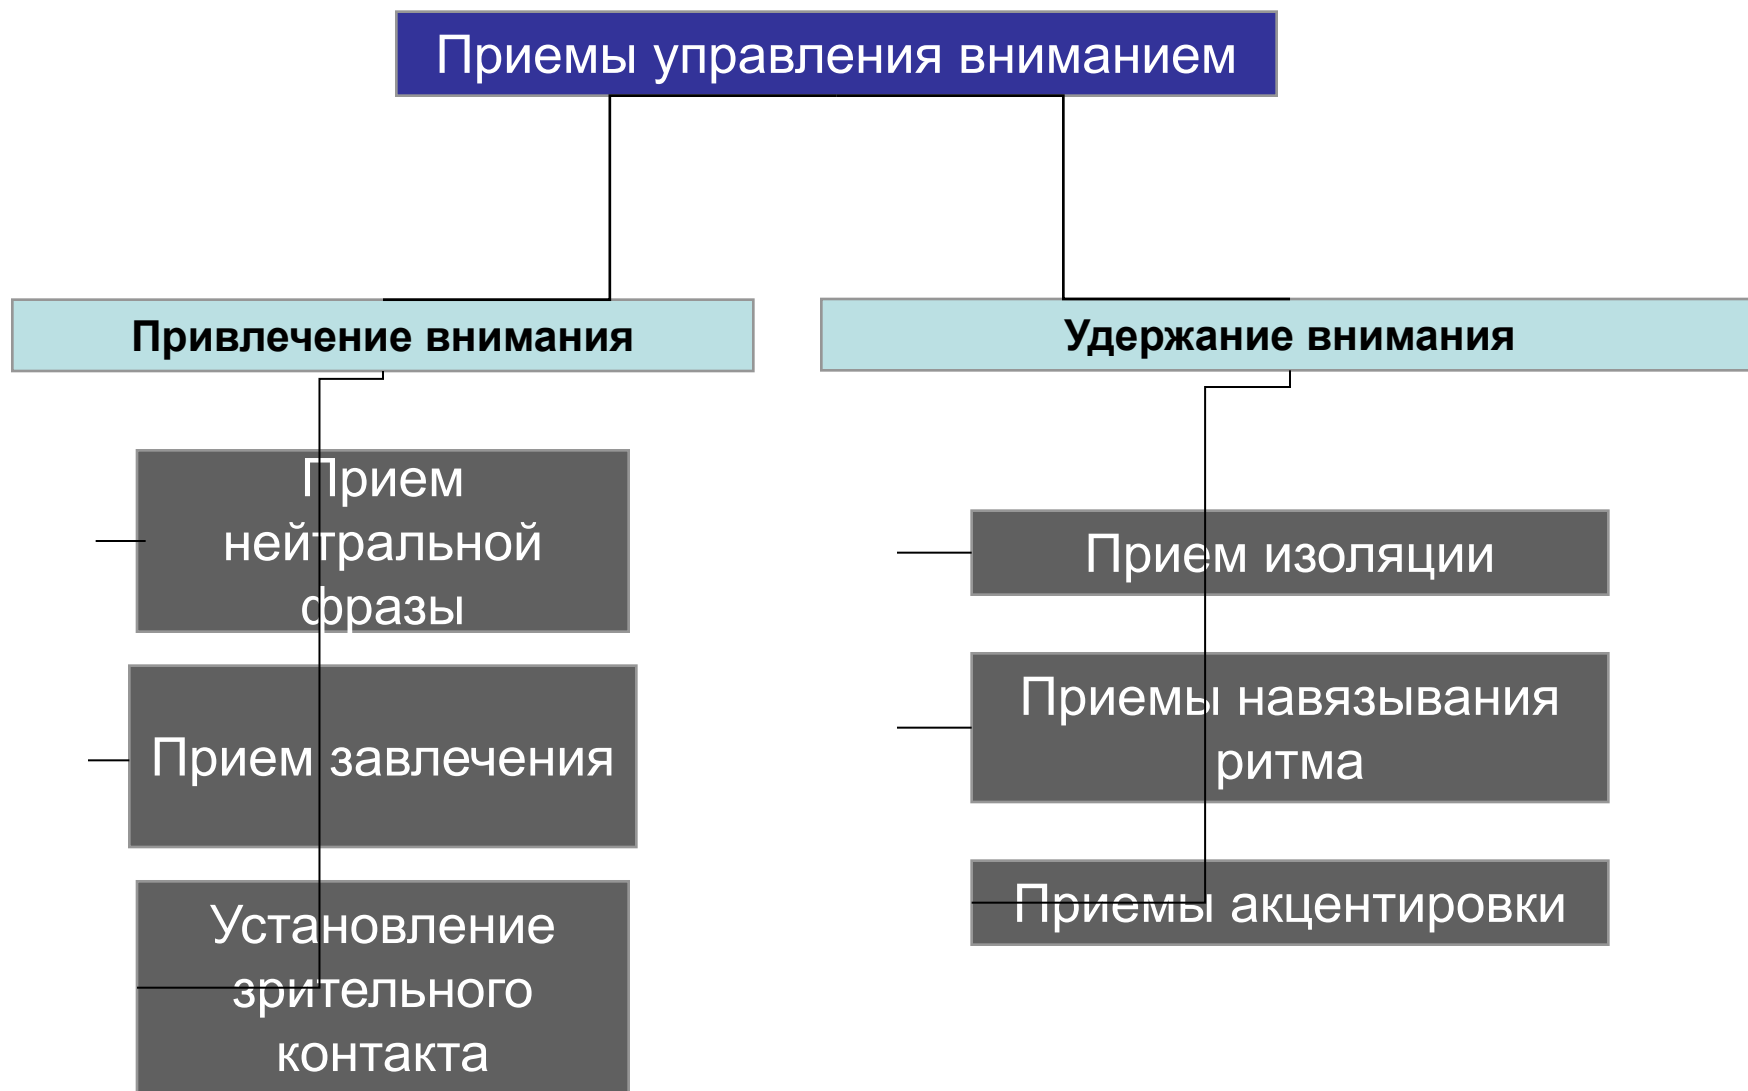 Приемы управления вниманием
Привлечение внимания
Удержание внимания
Прием
нейтральной
фразы
Прием завлечения
Установление
зрительного
контакта
Прием изоляции
Приемы навязывания
ритма
Приемы акцентировки